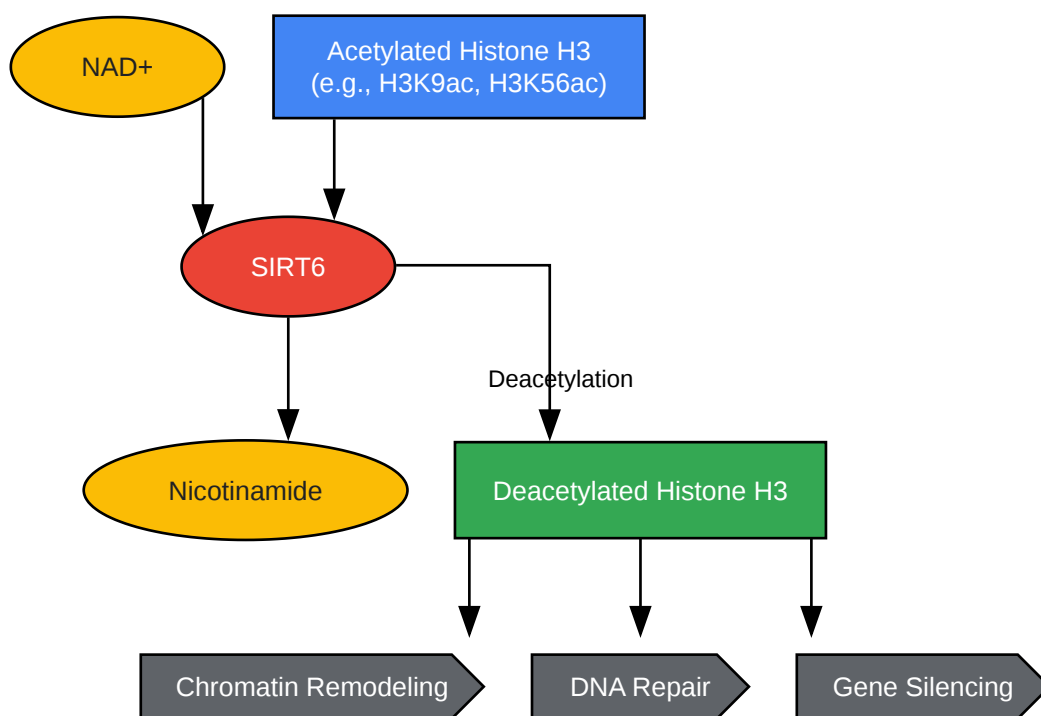 NAD+
Acetylated Histone H3
(e.g., H3K9ac, H3K56ac)
SIRT6
Deacetylation
Nicotinamide
Deacetylated Histone H3
Chromatin Remodeling
DNA Repair
Gene Silencing